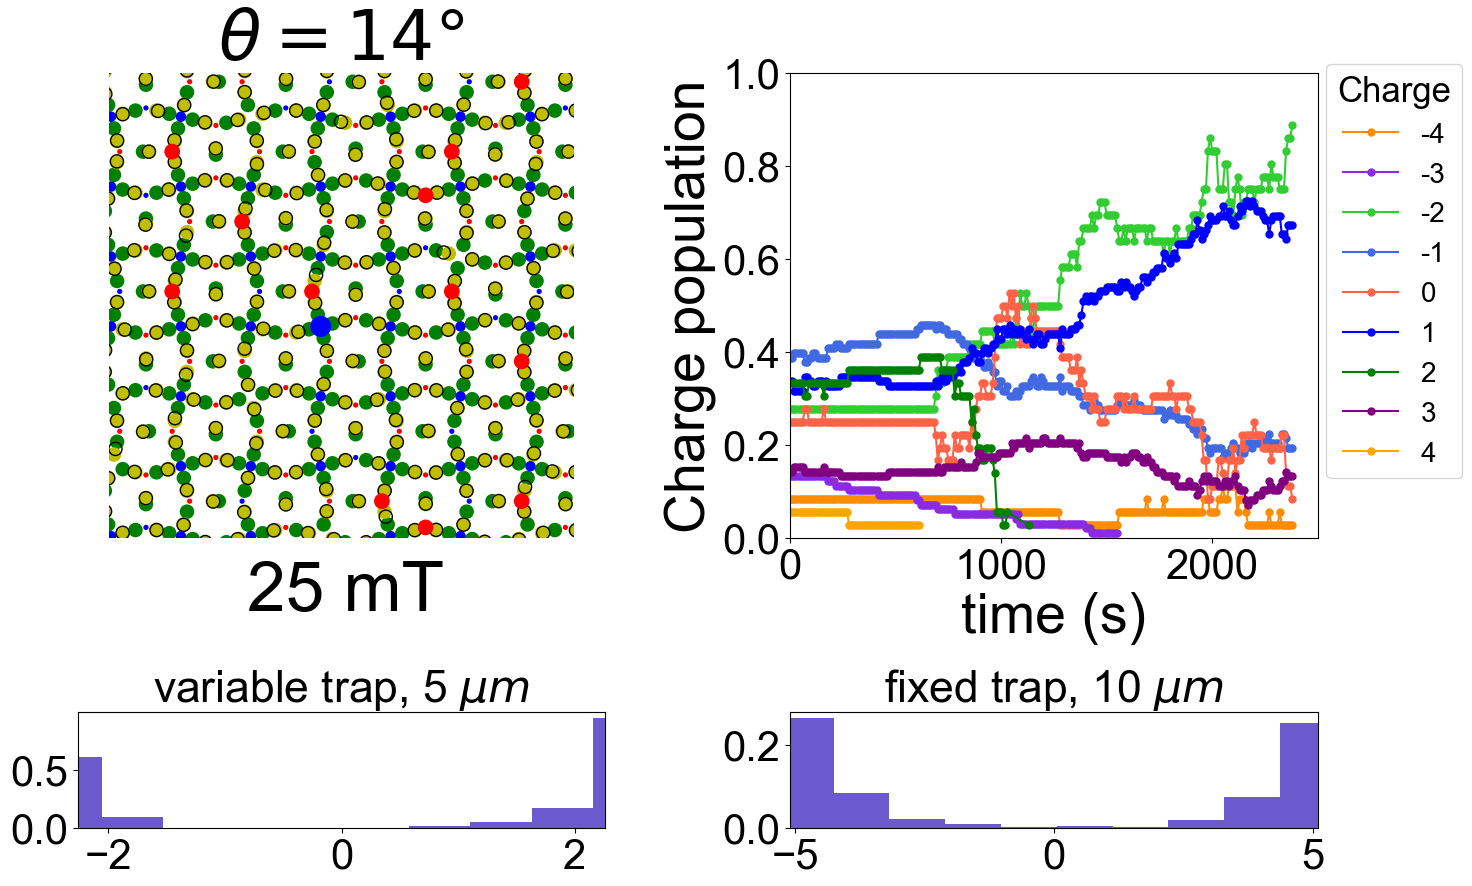 θ = 14°
25 mT
Charge population
1.0
0.8
0.6
0.4
0.2
0.0
0 1000 2000
time (s)
Charge
-4
-3
-2
-1
0
1
2
3
4
variable trap, 5 μm
0.5
0.0
−2 0 2
fixed trap, 10 μm
0.2
0.0
−5 0 5